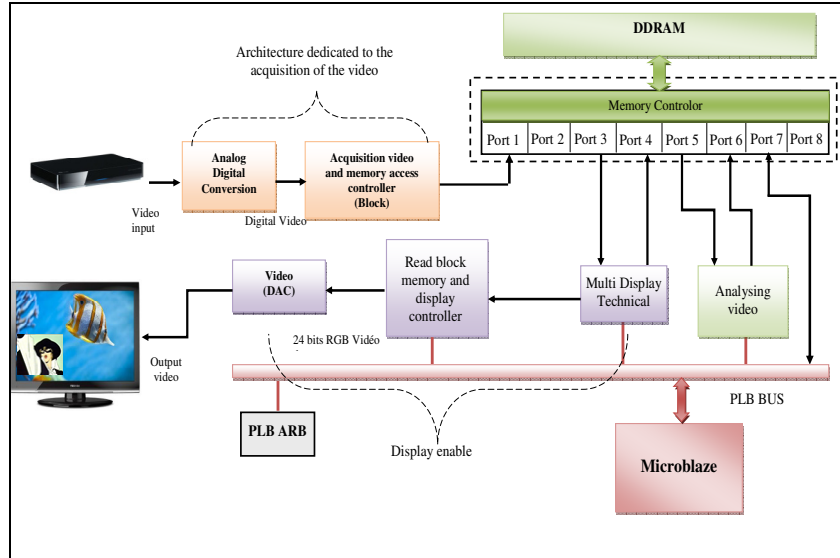 DDRAM
Architecture dedicated to the
acquisition of the video
Memory Controlor
Port 1 Port 2 Port 3 Port 4 Port 5 Port 6 Port 7 Port 8
Analog
Digital
Conversion
Acquisition video
and memory access
controller
(Block)
Video
input
Digital Video
Video
(DAC)
Read block
memory and
display
controller
Multi Display
Technical
Analysing
video
24 bits RGB Vidéo
Output
video
PLB BUS
PLB ARB
Display enable
Microblaze